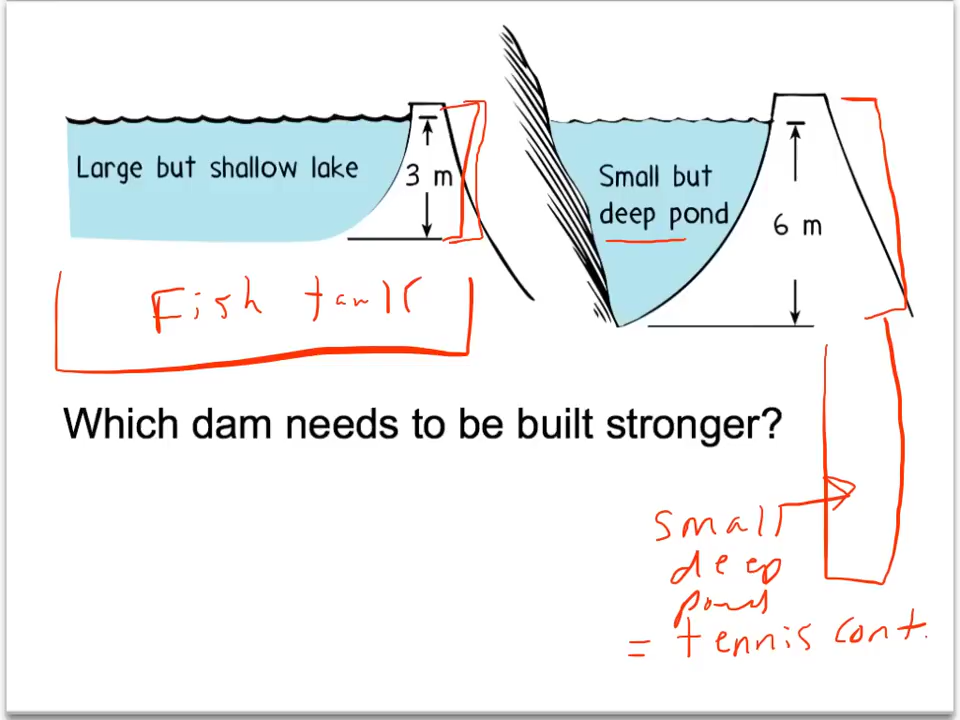 Large but shallow lake
3 m
Small but
deep pond
6 m
Fish tank
Which dam needs to be built stronger?
small
deep
pond
= tennis cont.